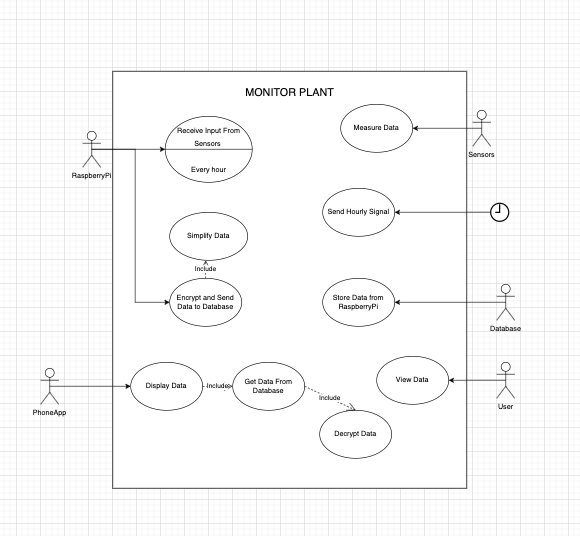 MONITOR PLANT
Receive Input From
Sensors
Every hour
Measure Data
RaspberryPi
Sensors
Send Hourly Signal
Simplify Data
Include
Encrypt and Send
Data to Database
Store Data from
RaspberryPi
Database
Display Data
Include
Get Data From
Database
View Data
Include
PhoneApp
User
Decrypt Data